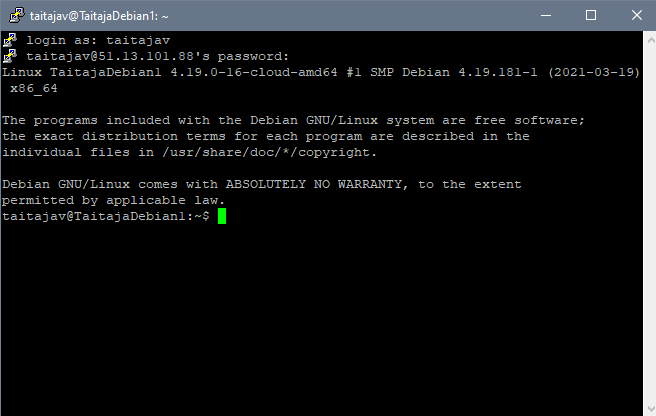 taitajav@TaitajaDebian1: ~
login as: taitajav
taitajav@51.13.101.88's password:
Linux TaitajaDebian1 4.19.0-16-cloud-amd64 #1 SMP Debian 4.19.181-1 (2021-03-19)
x86_64
The programs included with the Debian GNU/Linux system are free software;
the exact distribution terms for each program are described in the
individual files in /usr/share/doc/*/copyright.
Debian GNU/Linux comes with ABSOLUTELY NO WARRANTY, to the extent
permitted by applicable law.
taitajav@TaitajaDebian1:~$